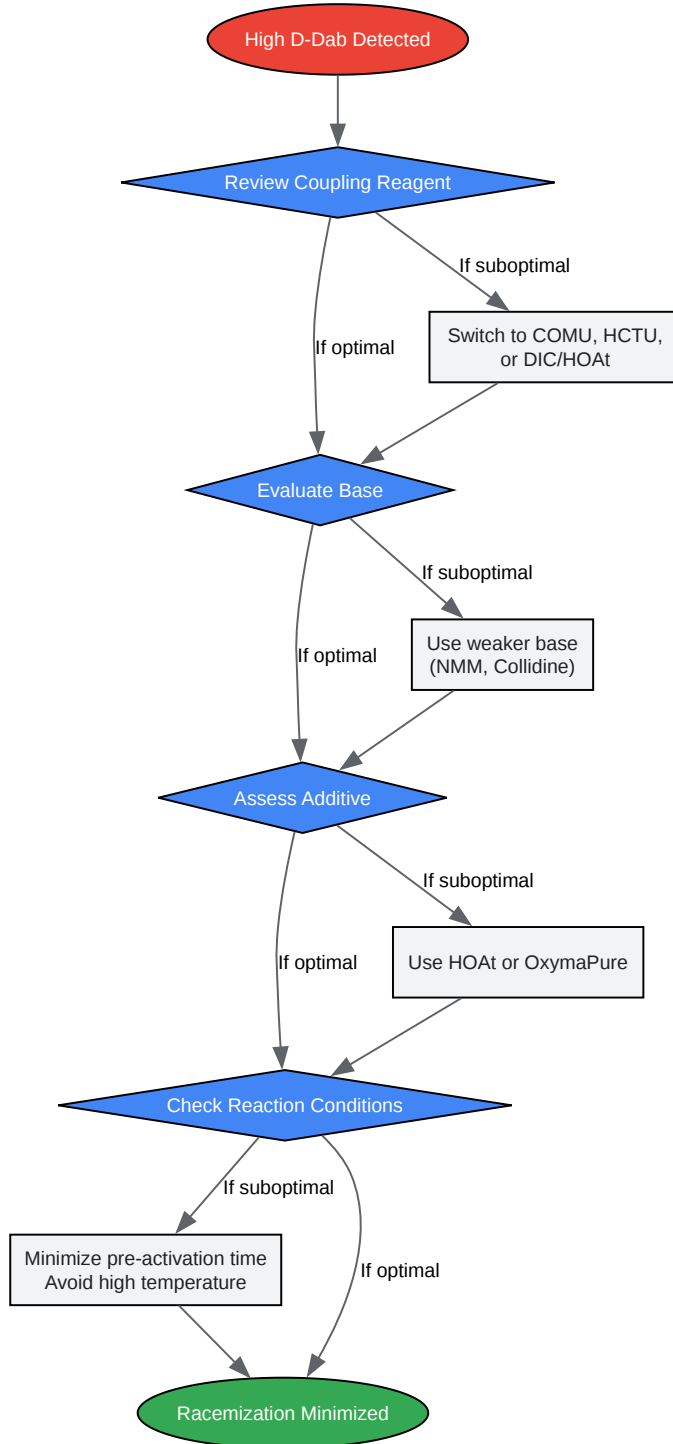 High D-Dab Detected
Review Coupling Reagent
If suboptimal
Switch to COMU, HCTU,
or DIC/HOAt
If optimal
Evaluate Base
If suboptimal
Use weaker base
(NMM, Collidine)
If optimal
Assess Additive
If suboptimal
Use HOAt or OxymaPure
If optimal
Check Reaction Conditions
If suboptimal
Minimize pre-activation time
Avoid high temperature
If optimal
Racemization Minimized